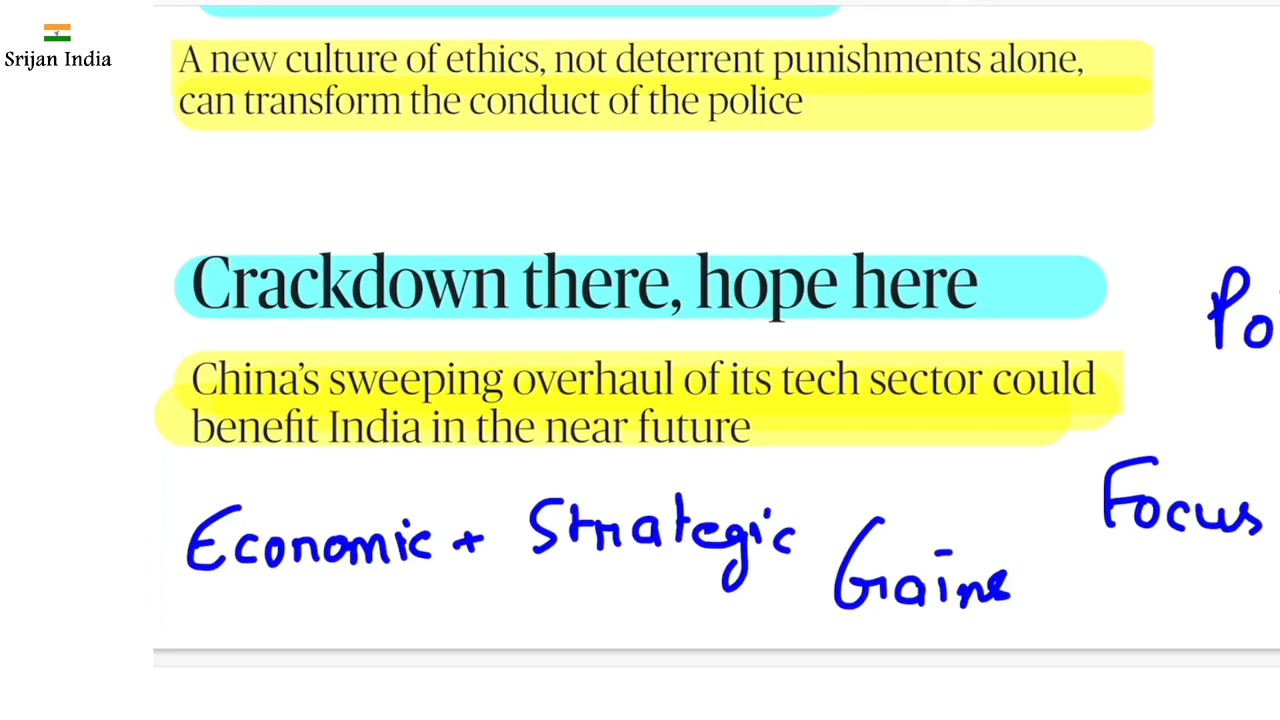 Srijan India
A new culture of ethics, not deterrent punishments alone,
can transform the conduct of the police
Crackdown there, hope here
China's sweeping overhaul of its tech sector could
benefit India in the near future
Economic + Strategic Gains
Focus